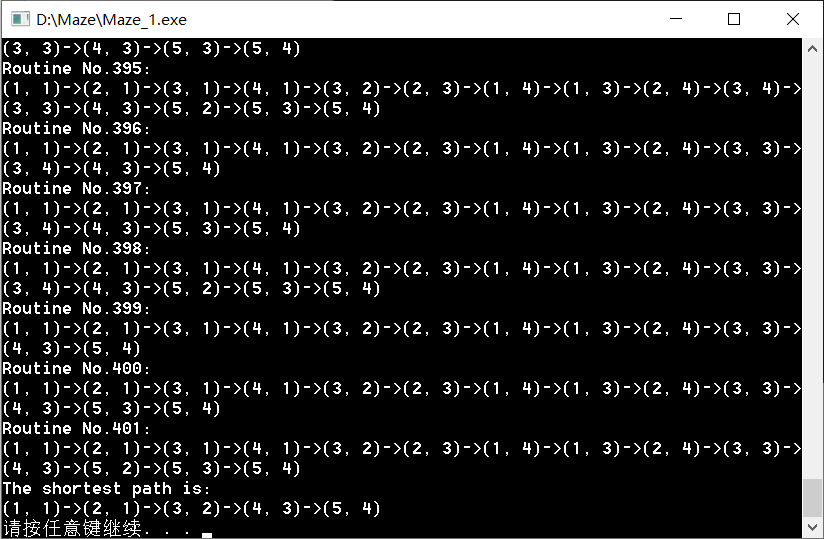 D:\Maze\Maze_1.exe
(3, 3)->(4, 3)->(5, 3)->(5, 4)
Routine No.395:
(1, 1)->(2, 1)->(3, 1)->(4, 1)->(3, 2)->(2, 3)->(1, 4)->(1, 3)->(2, 4)->(3, 4)->
(3, 3)->(4, 3)->(5, 2)->(5, 3)->(5, 4)
Routine No.396:
(1, 1)->(2, 1)->(3, 1)->(4, 1)->(3, 2)->(2, 3)->(1, 4)->(1, 3)->(2, 4)->(3, 3)->
(3, 4)->(4, 3)->(5, 4)
Routine No.397:
(1, 1)->(2, 1)->(3, 1)->(4, 1)->(3, 2)->(2, 3)->(1, 4)->(1, 3)->(2, 4)->(3, 3)->
(3, 4)->(4, 3)->(5, 3)->(5, 4)
Routine No.398:
(1, 1)->(2, 1)->(3, 1)->(4, 1)->(3, 2)->(2, 3)->(1, 4)->(1, 3)->(2, 4)->(3, 3)->
(3, 4)->(4, 3)->(5, 2)->(5, 3)->(5, 4)
Routine No.399:
(1, 1)->(2, 1)->(3, 1)->(4, 1)->(3, 2)->(2, 3)->(1, 4)->(1, 3)->(2, 4)->(3, 3)->
(4, 3)->(5, 4)
Routine No.400:
(1, 1)->(2, 1)->(3, 1)->(4, 1)->(3, 2)->(2, 3)->(1, 4)->(1, 3)->(2, 4)->(3, 3)->
(4, 3)->(5, 3)->(5, 4)
Routine No.401:
(1, 1)->(2, 1)->(3, 1)->(4, 1)->(3, 2)->(2, 3)->(1, 4)->(1, 3)->(2, 4)->(3, 3)->
(4, 3)->(5, 2)->(5, 3)->(5, 4)
The shortest path is:
(1, 1)->(2, 1)->(3, 2)->(4, 3)->(5, 4)
请按任意键继续. . .